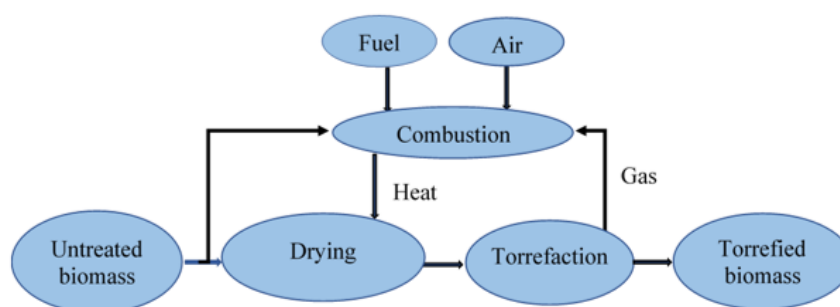 Fuel
Air
Combustion
Heat
Gas
Untreated
biomass
Drying
Torrefaction
Torrefied
biomass